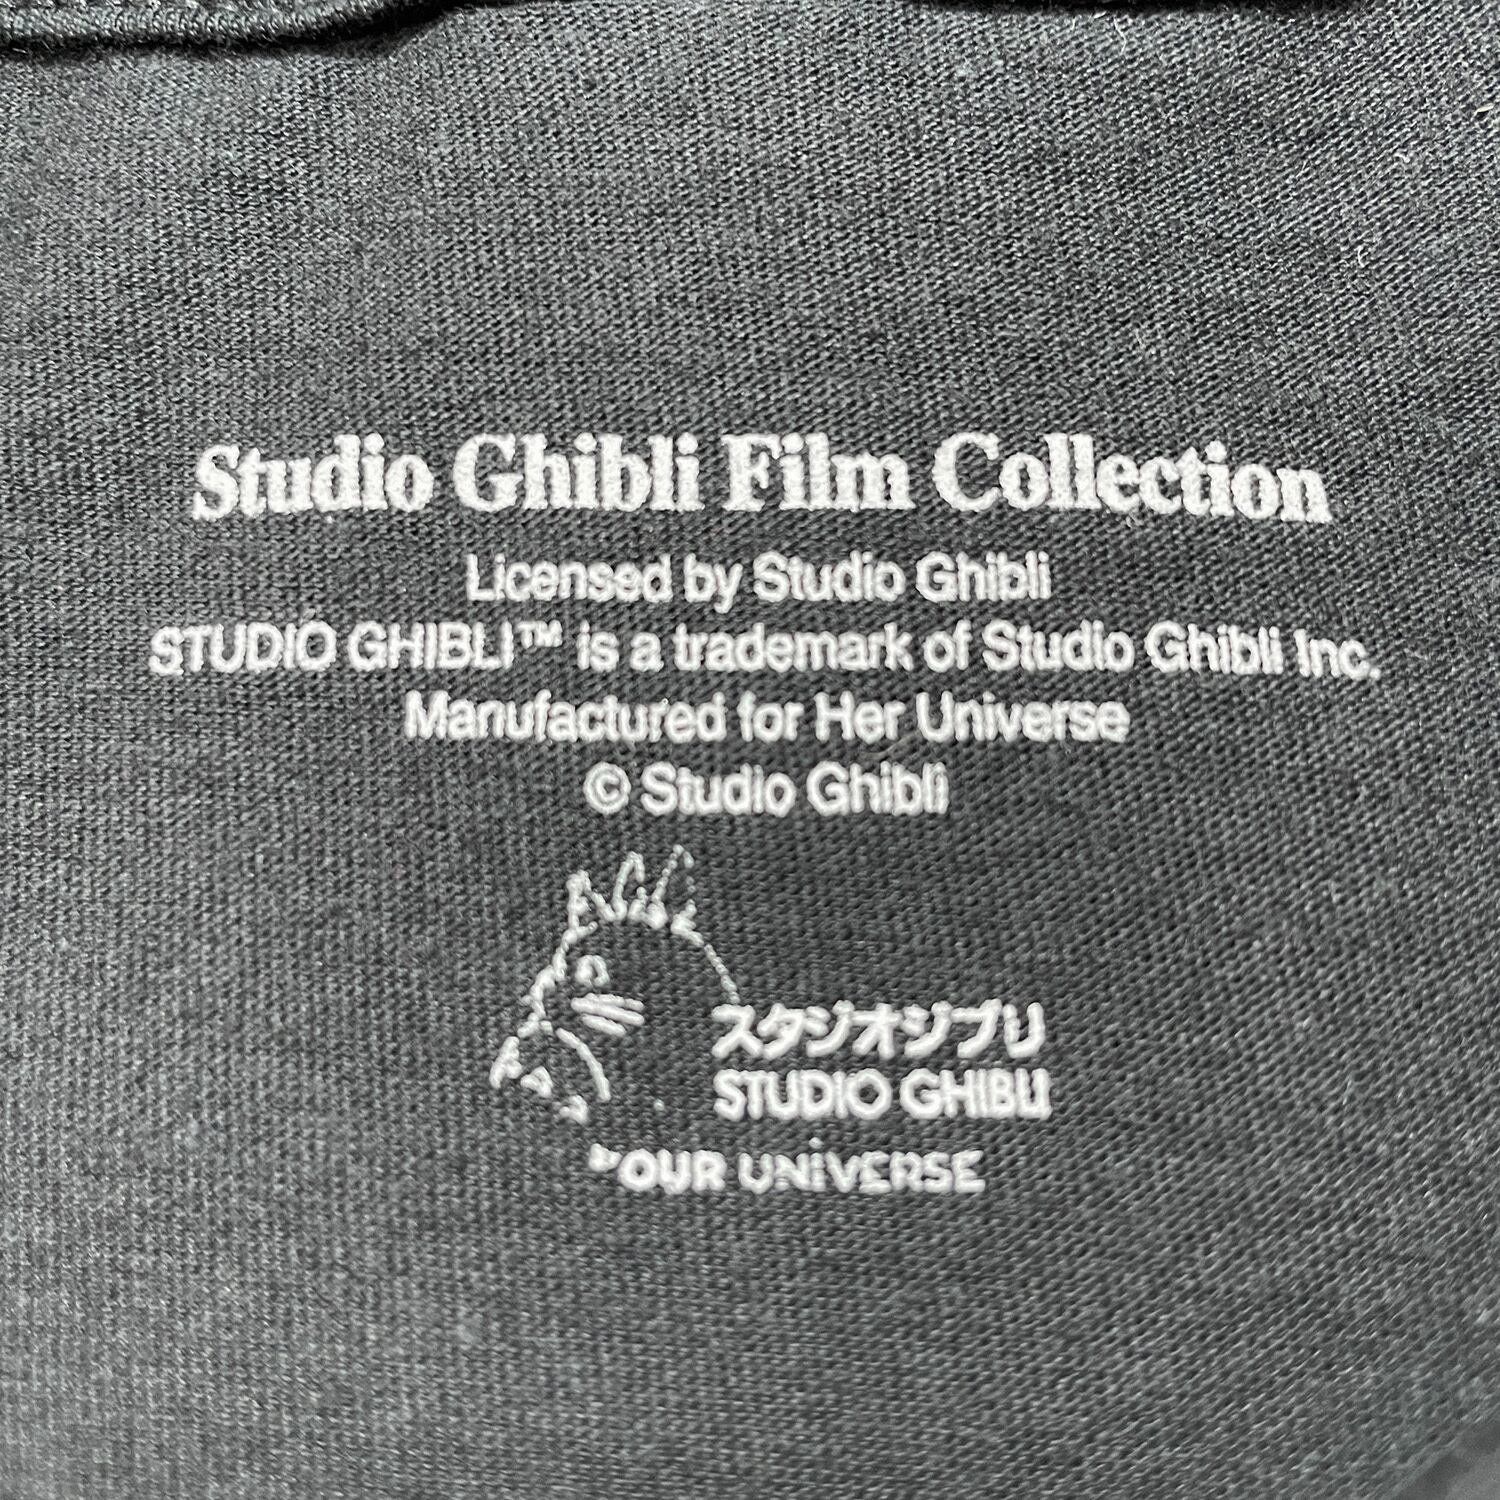 Studio Ghibli Film Collection
Licensed by Studio Ghibli
STUDIO GHIBLI™ is a trademark of Studio Ghibli Inc.
Manufactured for Her Universe
© Studio Ghibli
スタジオジブリ
STUDIO GHIBLI
OUR UNIVERSE